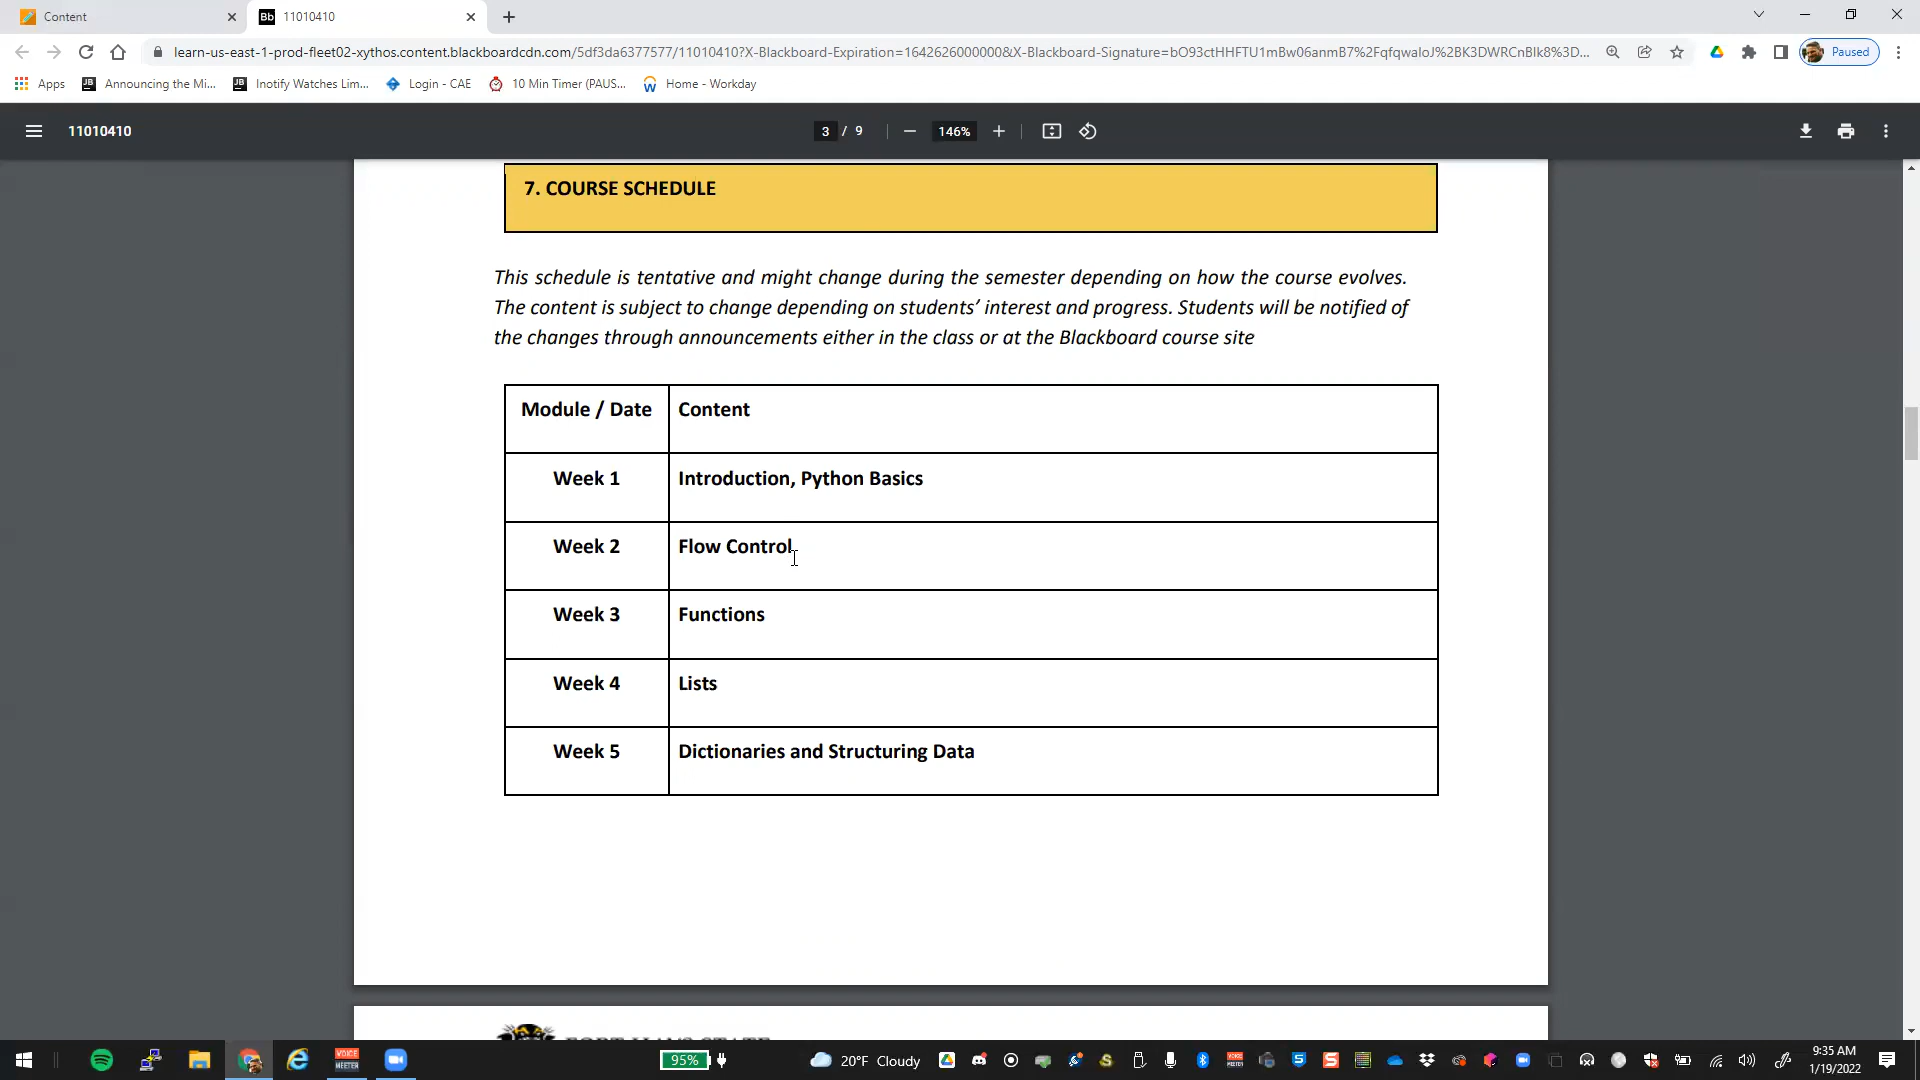 Content
Bb 11010410
learn-us-east-1-prod-fleet02-xythos.content.blackboardcdn.com/5df3da6377577/11010410?X-Blackboard-Expiration=1642626000000&X-Blackboard-Signature=bO93ctHHFTU1mBw06anmB7%2FqfqwaloJ%2BK3DWRCnBlk8%3D...
Paused
Apps
JB Announcing the Mi...
JB Inotify Watches Lim...
Login - CAE
10 Min Timer (PAUS...
Home - Workday
11010410
3 / 9
146%
7. COURSE SCHEDULE
This schedule is tentative and might change during the semester depending on how the course evolves.
The content is subject to change depending on students’ interest and progress. Students will be notified of
the changes through announcements either in the class or at the Blackboard course site
Module / Date Content
Week 1 Introduction, Python Basics
Week 2 Flow Control
Week 3 Functions
Week 4 Lists
Week 5 Dictionaries and Structuring Data
95%
20°F Cloudy
9:35 AM
1/19/2022